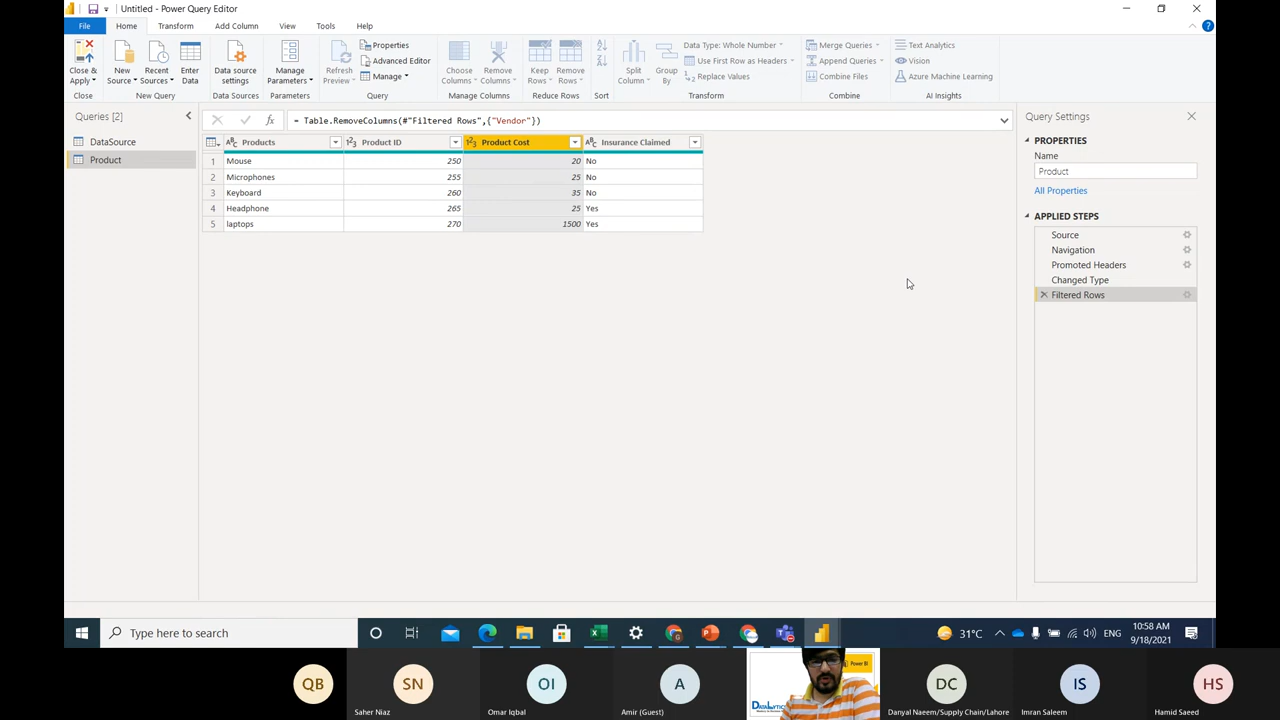 Untitled - Power Query Editor
File Home Transform Add Column View Tools Help
Close & Apply
New Source
Recent Sources
Enter Data
Data source settings
Manage Parameters
Refresh Preview
Properties
Advanced Editor
Manage
Choose Columns
Remove Columns
Keep Rows
Remove Rows
Split Column
Group By
Data Type: Whole Number
Use First Row as Headers
Replace Values
Merge Queries
Append Queries
Combine Files
Text Analytics
Vision
Azure Machine Learning
Close New Query Data Sources Parameters Query Manage Columns Reduce Rows Sort Transform Combine AI Insights
Queries [2]
DataSource
Product
fx = Table.RemoveColumns(#"Filtered Rows",{"Vendor"})
Products Product ID Product Cost Insurance Claimed
1 Mouse 250 20 No
2 Microphones 255 25 No
3 Keyboard 260 35 No
4 Headphone 265 25 Yes
5 laptops 270 1500 Yes
Query Settings
PROPERTIES
Name
Product
All Properties
APPLIED STEPS
Source
Navigation
Promoted Headers
Changed Type
Filtered Rows
Type here to search
31°C ENG 10:58 AM
9/18/2021
QB SN OI A DC IS HS
Power BI
Saher Niaz Omar Iqbal Amir (Guest) Danyal Naeem/Supply Chain/Lahore Imran Saleem Hamid Saeed